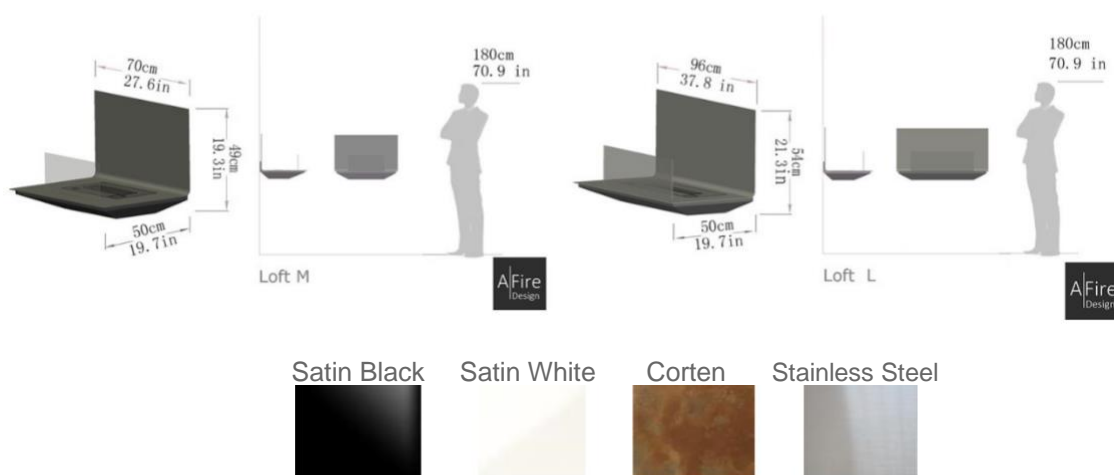 70cm
27.6in
49cm
19.3in
50cm
19.7in
180cm
70.9 in
Loft M
A Fire
Design
96cm
37.8 in
54cm
21.3in
50cm
19.7in
180cm
70.9 in
Loft L
A Fire
Design
Satin Black Satin White Corten Stainless Steel